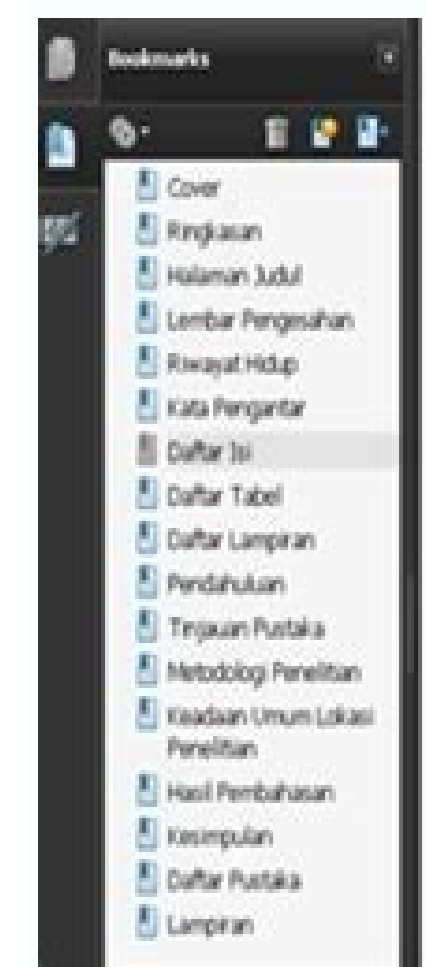 Bookmarks
Cover
Ringkasan
Halaman Judul
Lembar Pengesahan
Riwayat Hidup
Kata Pengantar
Daftar Isi
Daftar Tabel
Daftar Lampiran
Pendahuluan
Tinjauan Pustaka
Metodologi Penelitian
Keadaan Umum Lokasi
Penelitian
Hasil Pembahasan
Kesimpulan
Daftar Pustaka
Lampiran